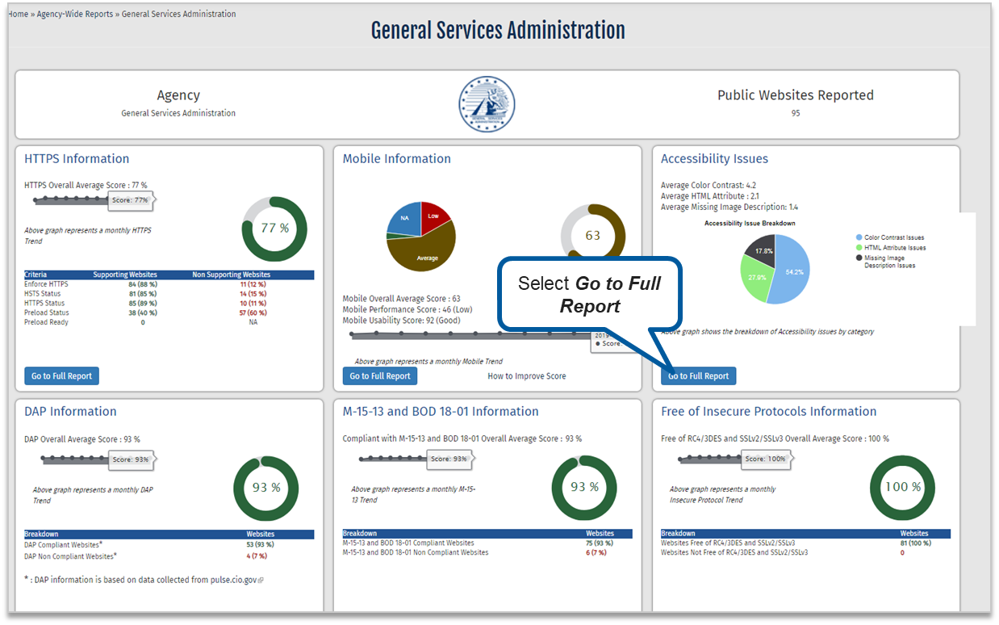 Home » Agency-Wide Reports » General Services Administration
General Services Administration
Agency
General Services Administration
GENERAL SERVICES
ADMINISTRATION
Public Websites Reported
95
HTTPS Information
HTTPS Overall Average Score : 77 %
Score: 77%
77 %
Above graph represents a monthly HTTPS
Trend
Criteria Supporting Websites Non Supporting Websites
Enforce HTTPS 84 (88 %) 11 (12 %)
HSTS Status 81 (85 %) 14 (15 %)
HTTPS Status 85 (89 %) 10 (11 %)
Preload Status 38 (40 %) 57 (60 %)
Preload Ready 0 NA
Go to Full Report
Mobile Information
NA
Low
Average
63
Mobile Overall Average Score : 63
Mobile Performance Score : 46 (Low)
Mobile Usability Score: 92 (Good)
2019
Score:
Above graph represents a monthly Mobile Trend
Go to Full Report
How to Improve Score
Select Go to Full
Report
Accessibility Issues
Average Color Contrast: 4.2
Average HTML Attribute : 2.1
Average Missing Image Description: 1.4
Accessibility Issue Breakdown
17.8%
54.2%
27.9%
Color Contrast Issues
HTML Attribute Issues
Missing Image
Description Issues
Above graph shows the breakdown of Accessibility issues by category
Go to Full Report
DAP Information
DAP Overall Average Score : 93 %
Score: 93%
93 %
Above graph represents a monthly DAP
Trend
Breakdown Websites
DAP Compliant Websites* 53 (93 %)
DAP Non Compliant Websites* 4 (7 %)
* : DAP information is based on data collected from pulse.cio.gov
M-15-13 and BOD 18-01 Information
Compliant with M-15-13 and BOD 18-01 Overall Average Score : 93 %
Score: 93%
93 %
Above graph represents a monthly M-15-
13 Trend
Breakdown Websites
M-15-13 and BOD 18-01 Compliant Websites 75 (93 %)
M-15-13 and BOD 18-01 Non Compliant Websites 6 (7 %)
Free of Insecure Protocols Information
Free of RC4/3DES and SSLv2/SSLv3 Overall Average Score : 100 %
Score: 100%
100 %
Above graph represents a monthly
Insecure Protocol Trend
Breakdown Websites
Websites Free of RC4/3DES and SSLv2/SSLv3 81 (100 %)
Websites Not Free of RC4/3DES and SSLv2/SSLv3 0